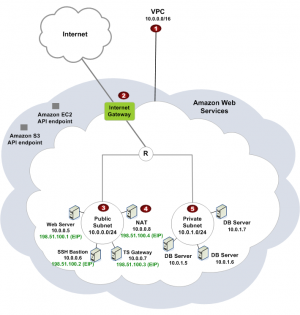 VPC
10.0.0.0/16
1
Internet
2
Internet
Gateway
Amazon EC2
API endpoint
Amazon S3
API endpoint
Amazon Web
Services
R
3
Public
Subnet
10.0.0.0/24
4
NAT
10.0.0.8
198.51.100.4 (EIP)
5
Private
Subnet
10.0.1.0/24
Web Server
10.0.0.5
198.51.100.1 (EIP)
SSH Bastion
10.0.0.6
198.51.100.2 (EIP)
TS Gateway
10.0.0.7
198.51.100.3 (EIP)
DB Server
10.0.1.7
DB Server
10.0.1.5
DB Server
10.0.1.6